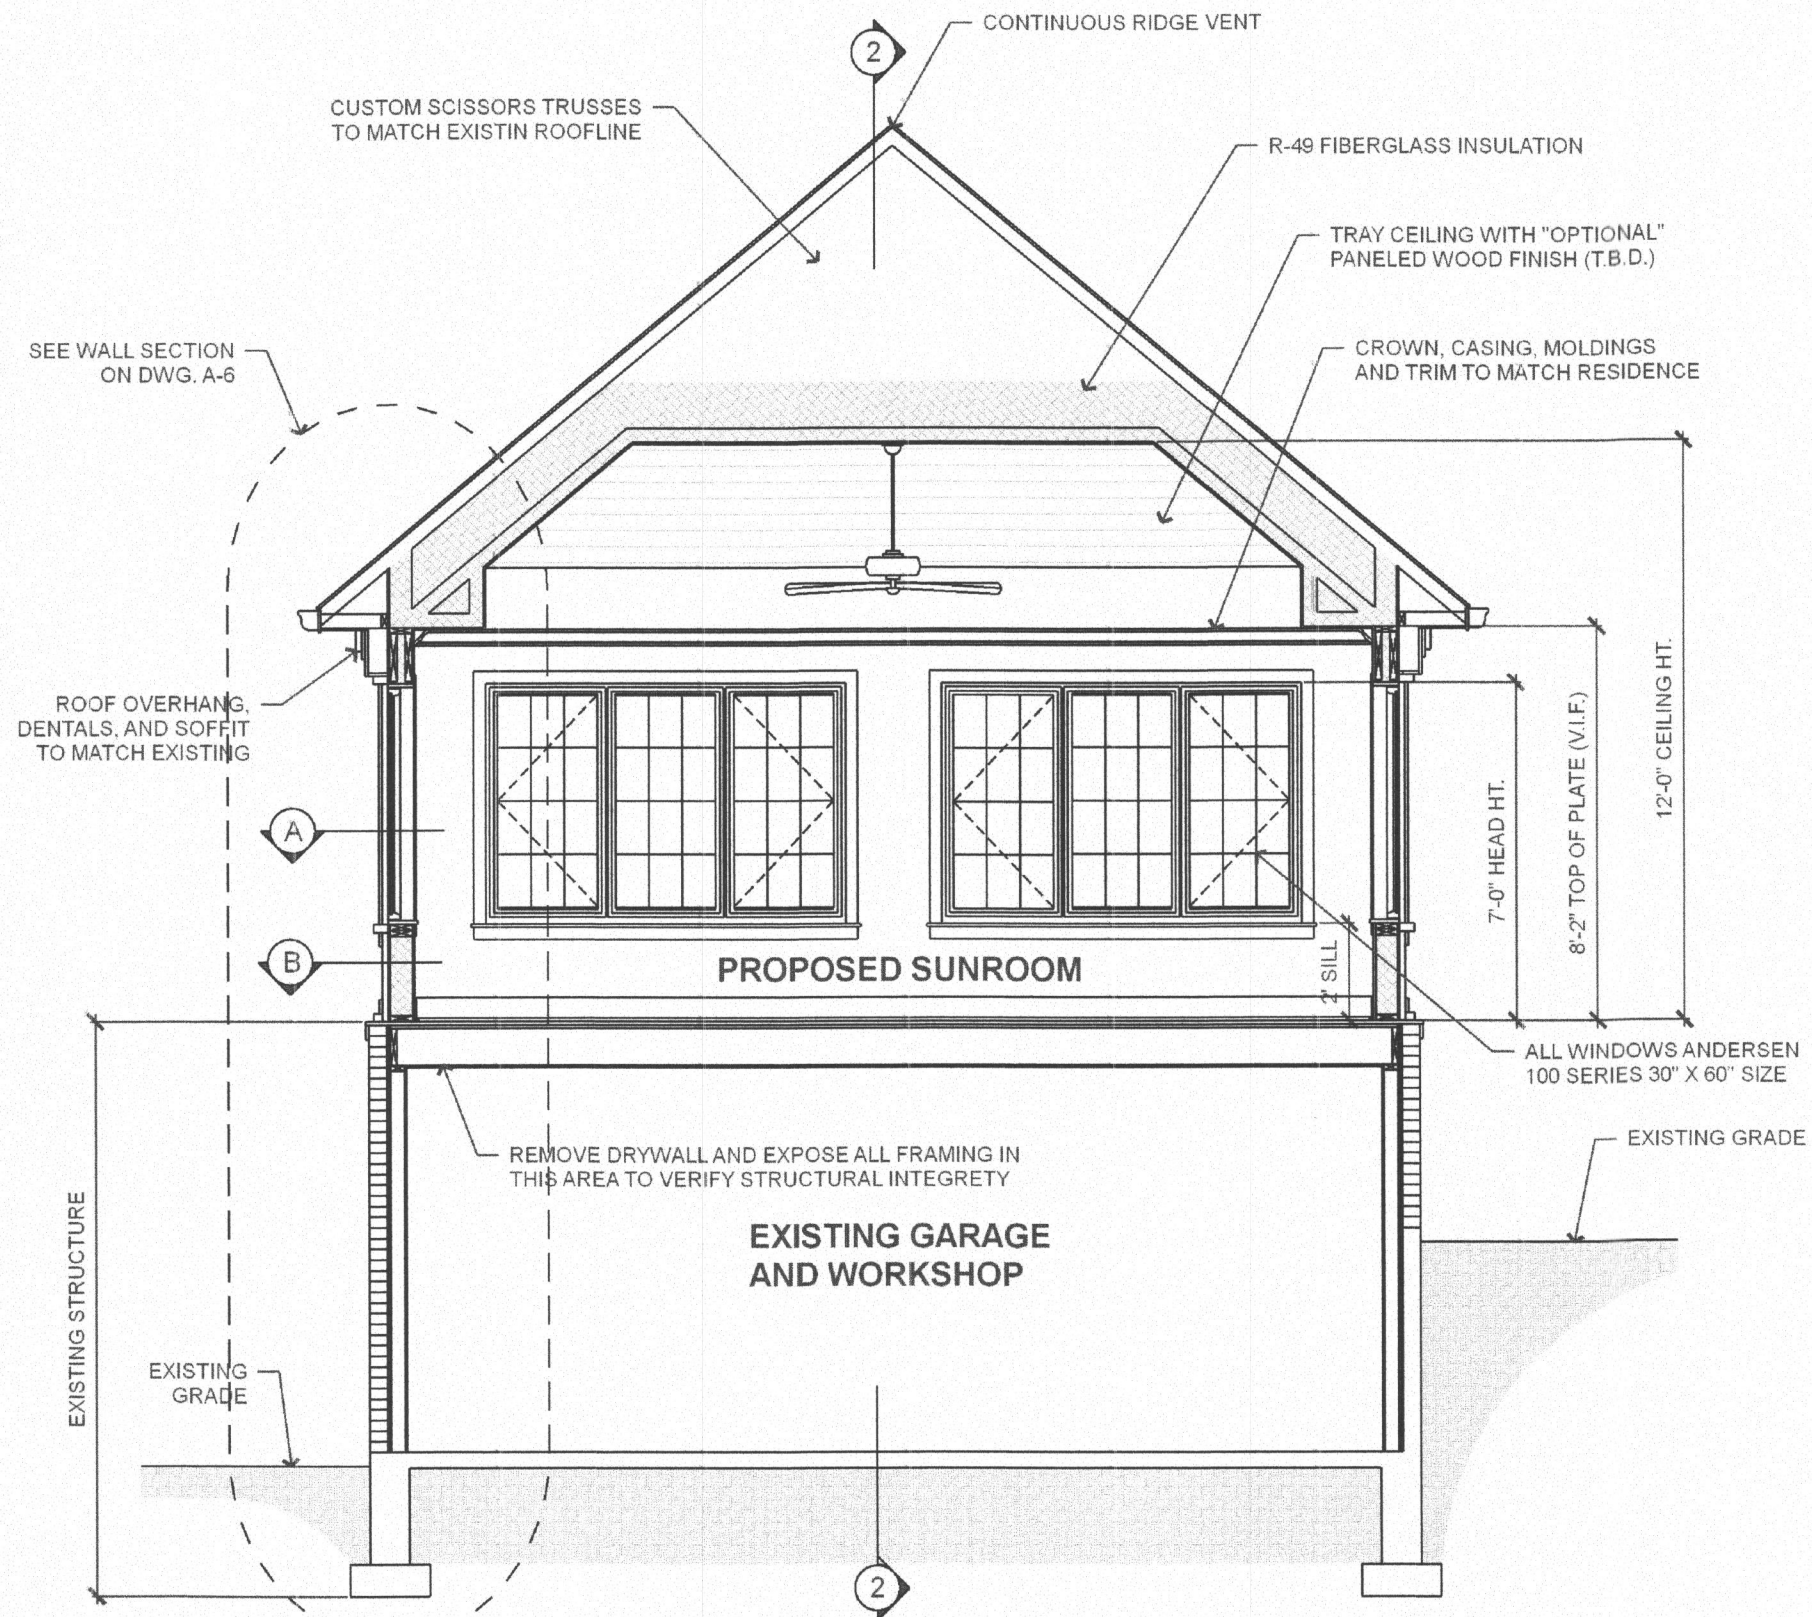 2
CONTINUOUS RIDGE VENT
CUSTOM SCISSORS TRUSSES
TO MATCH EXISTIN ROOFLINE
R-49 FIBERGLASS INSULATION
TRAY CEILING WITH "OPTIONAL"
PANELED WOOD FINISH (T.B.D.)
SEE WALL SECTION
ON DWG. A-6
CROWN, CASING, MOLDINGS
AND TRIM TO MATCH RESIDENCE
ROOF OVERHANG,
DENTALS, AND SOFFIT
TO MATCH EXISTING
A
B
PROPOSED SUNROOM
2' SILL
7'-0" HEAD HT.
8'-2" TOP OF PLATE (V.I.F.)
12'-0" CEILING HT.
ALL WINDOWS ANDERSEN
100 SERIES 30" X 60" SIZE
EXISTING GRADE
REMOVE DRYWALL AND EXPOSE ALL FRAMING IN
THIS AREA TO VERIFY STRUCTURAL INTEGRETY
EXISTING GARAGE
AND WORKSHOP
EXISTING STRUCTURE
EXISTING
GRADE
2